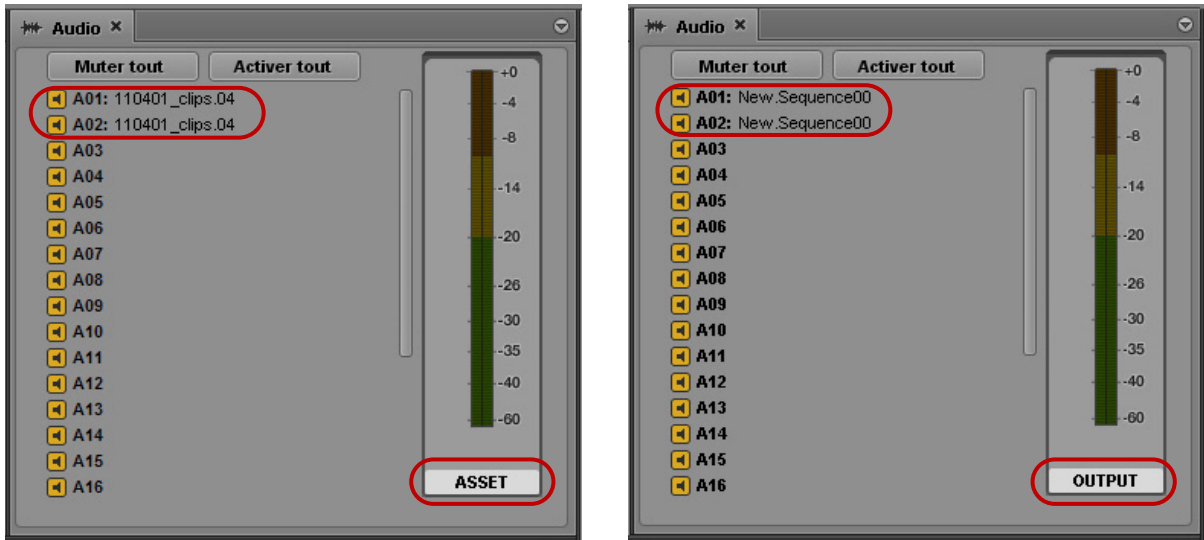 Audio ×
Muter tout Activer tout
A01: 110401_clips.04
A02: 110401_clips.04
A03
A04
A05
A06
A07
A08
A09
A10
A11
A12
A13
A14
A15
A16
+0
-4
-8
-14
-20
-26
-30
-35
-40
-60
ASSET
Audio ×
Muter tout Activer tout
A01: New.Sequence00
A02: New.Sequence00
A03
A04
A05
A06
A07
A08
A09
A10
A11
A12
A13
A14
A15
A16
+0
-4
-8
-14
-20
-26
-30
-35
-40
-60
OUTPUT